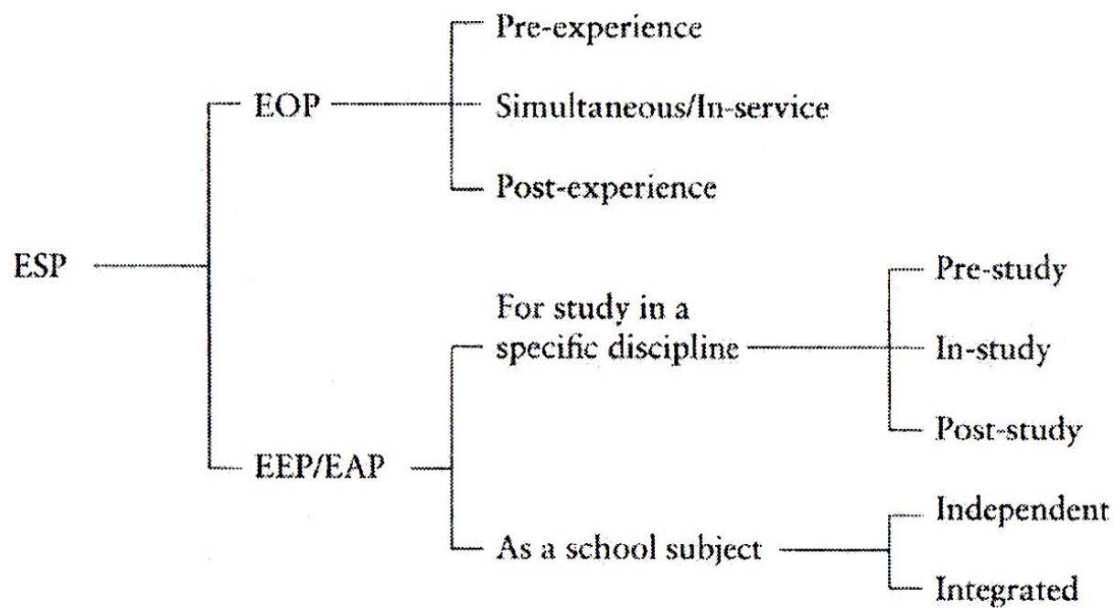 Pre-experience
EOP
Simultaneous/In-service
Post-experience
ESP
For study in a
specific discipline
Pre-study
In-study
Post-study
EEP/EAP
As a school subject
Independent
Integrated